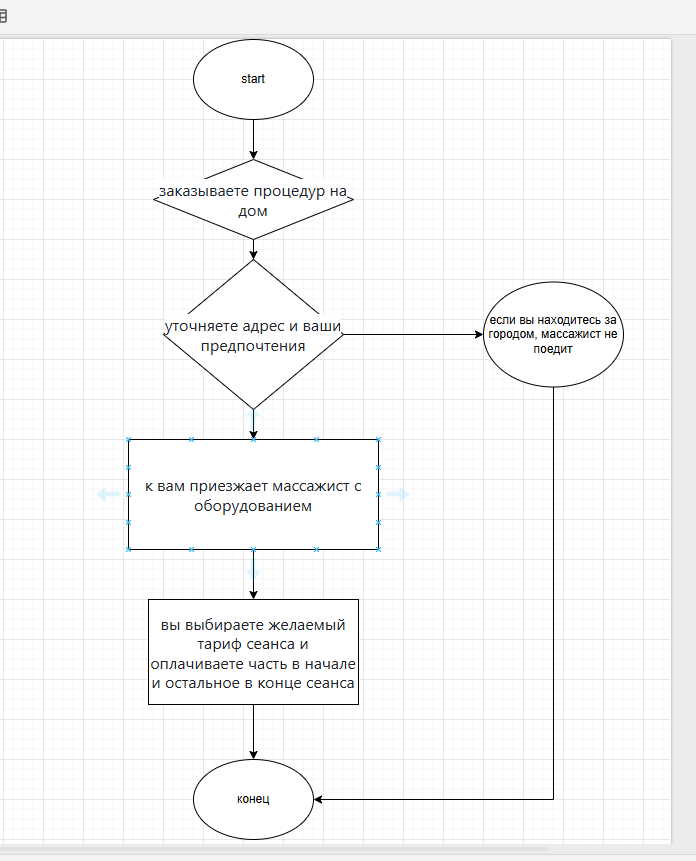 start
заказываете процедур на
дом
уточняете адрес и ваши
предпочтения
если вы находитесь за
городом, массажист не
поедит
к вам приезжает массажист с
оборудованием
вы выбираете желаемый
тариф сеанса и
оплачиваете часть в начале
и остальное в конце сеанса
конец